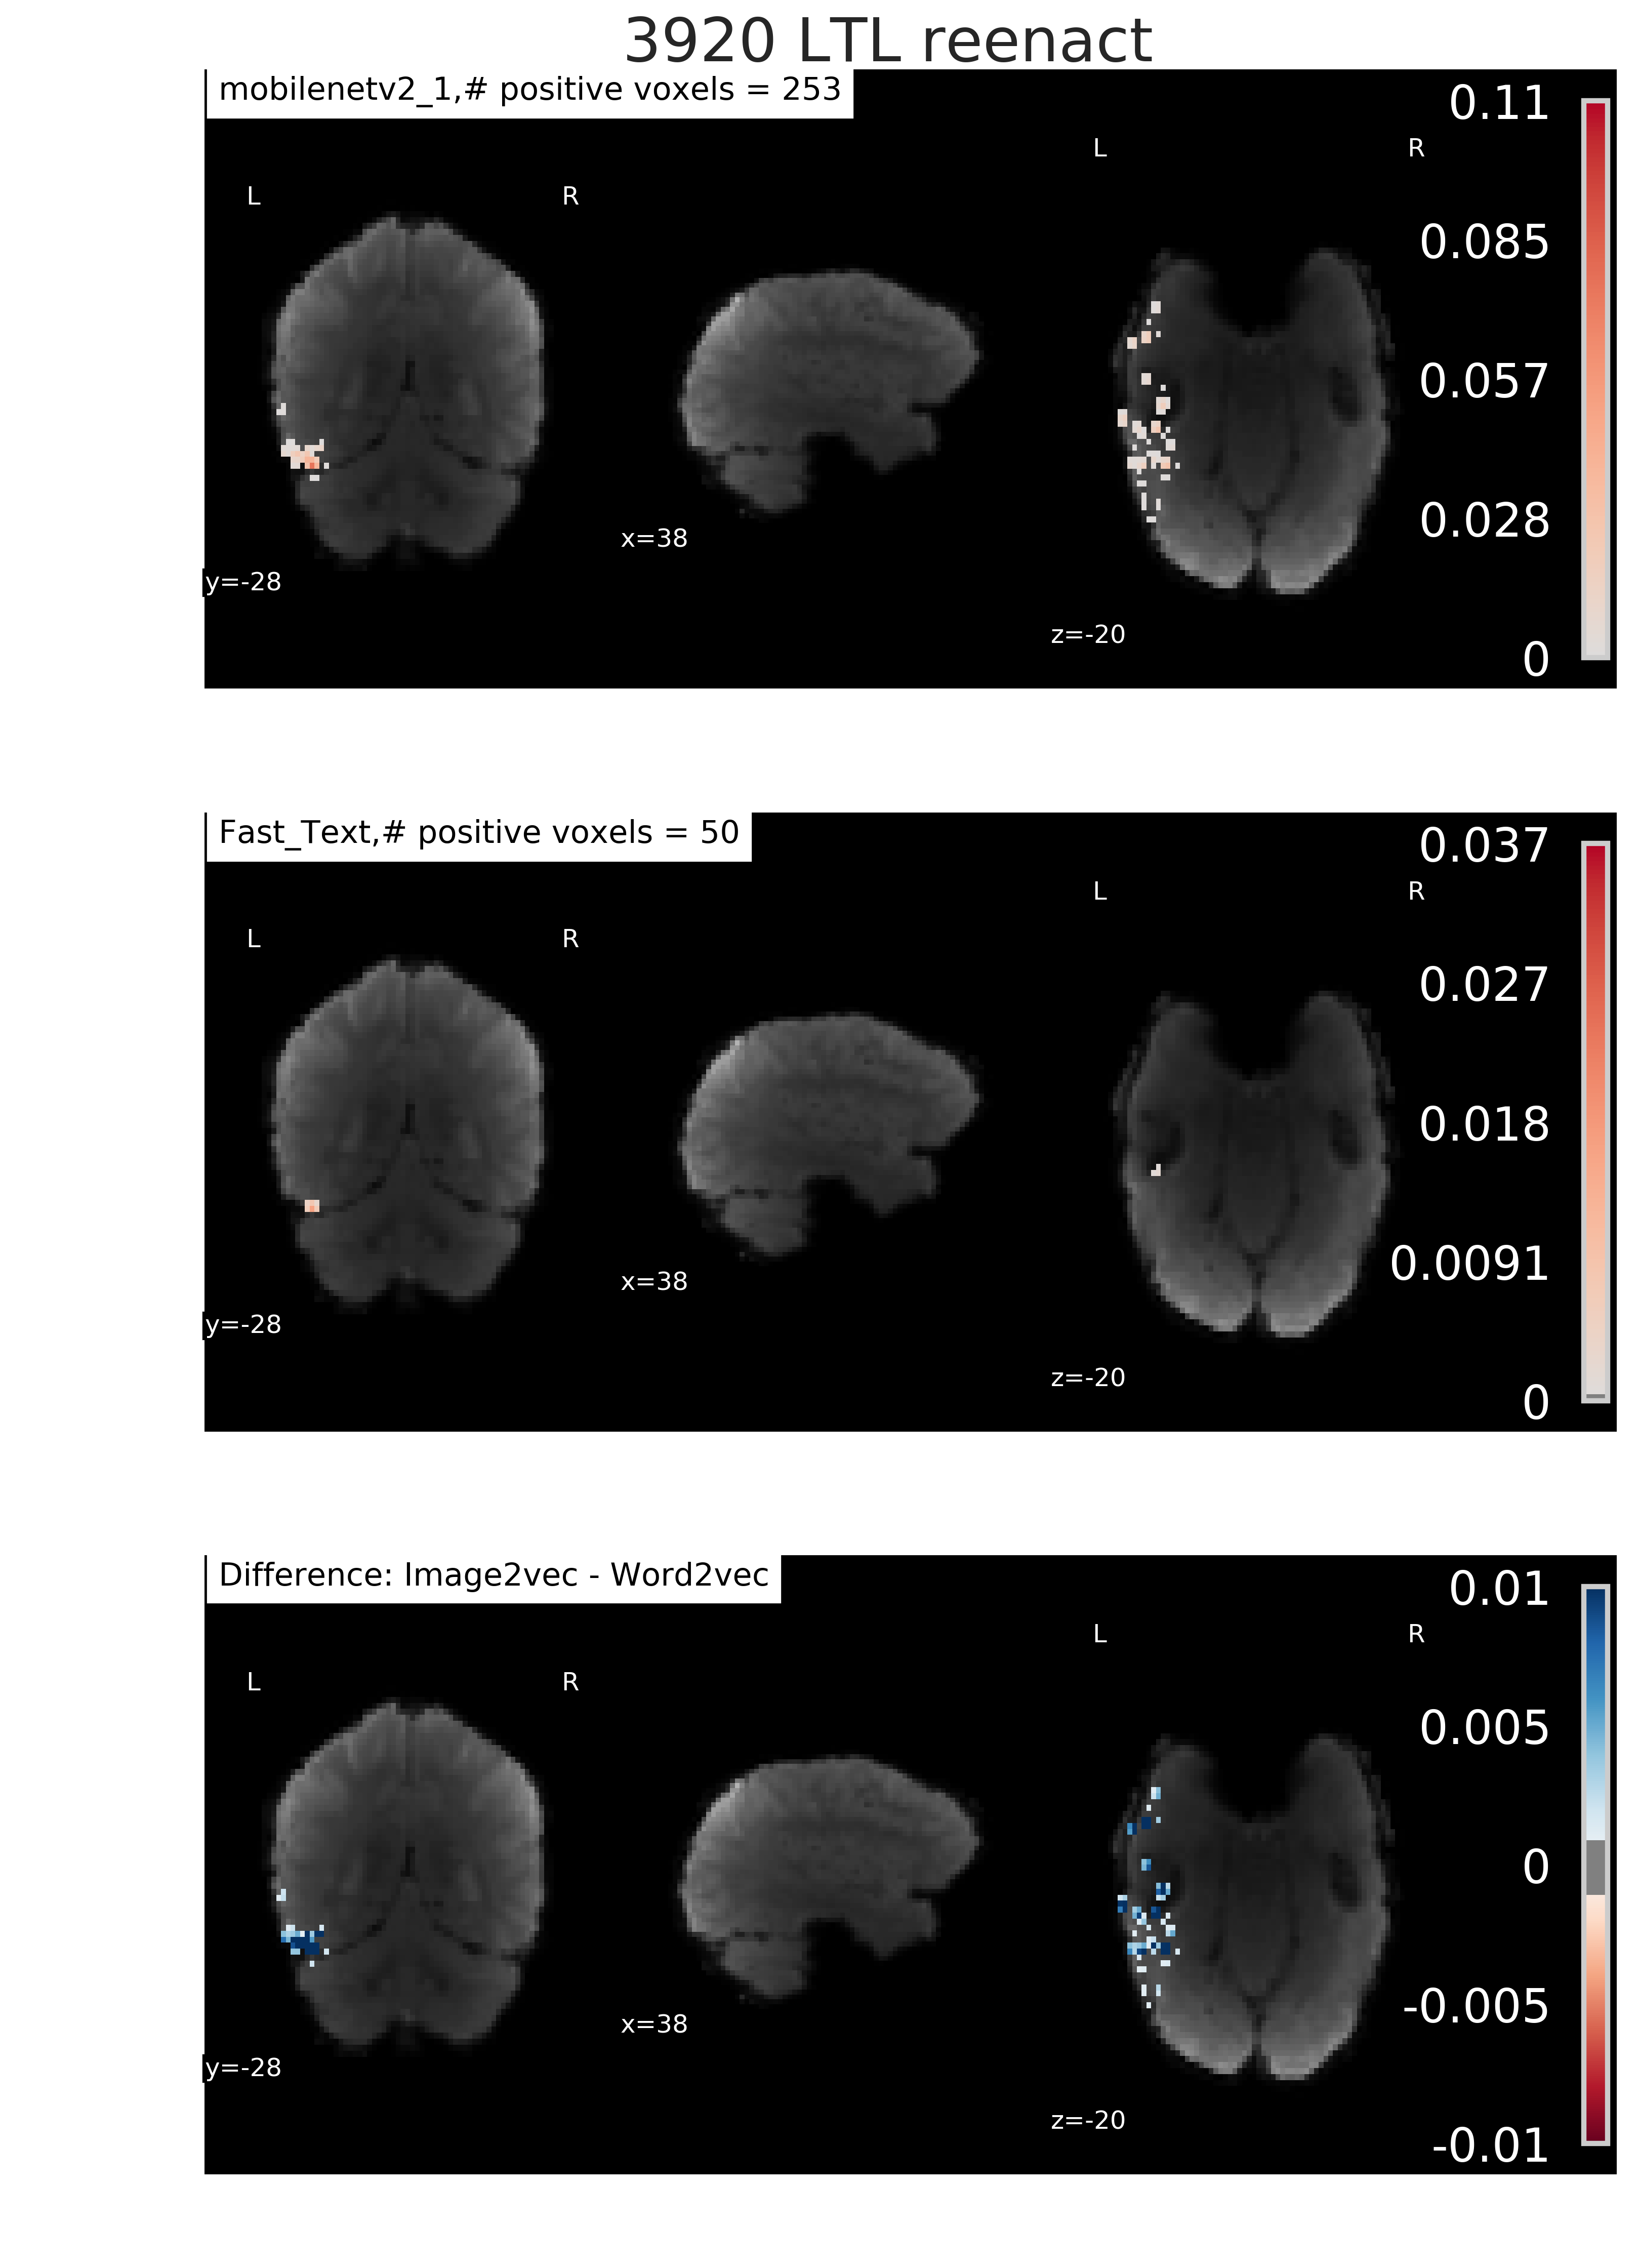 3920 LTL reenact
mobilenetv2_1,# positive voxels = 253
L R L R
0.11
0.085
0.057
0.028
0
y=-28
x=38
z=-20
Fast_Text,# positive voxels = 50
L R L R
0.037
0.027
0.018
0.0091
0
y=-28
x=38
z=-20
Difference: Image2vec - Word2vec
L R L R
0.01
0.005
0
-0.005
-0.01
y=-28
x=38
z=-20